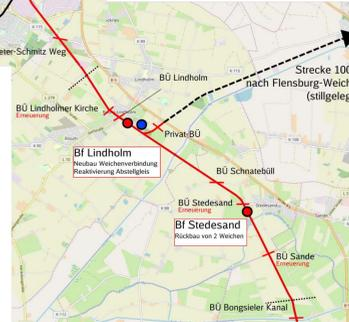 eter-Schmitz Weg
BÜ Lindholm
Strecke 100
nach Flensburg-Weich
(stillgeleg
BÜ Lindholmer Kirche
Erneuerung
Privat-BÜ
Bf Lindholm
Neubau Weichenverbindung
Reaktivierung Abstellgleis
BÜ Schnatebüll
BÜ Stedesand
Erneuerung
Bf Stedesand
Rückbau von 2 Weichen
BÜ Sande
Erneuerung
BÜ Bongsieler Kanal